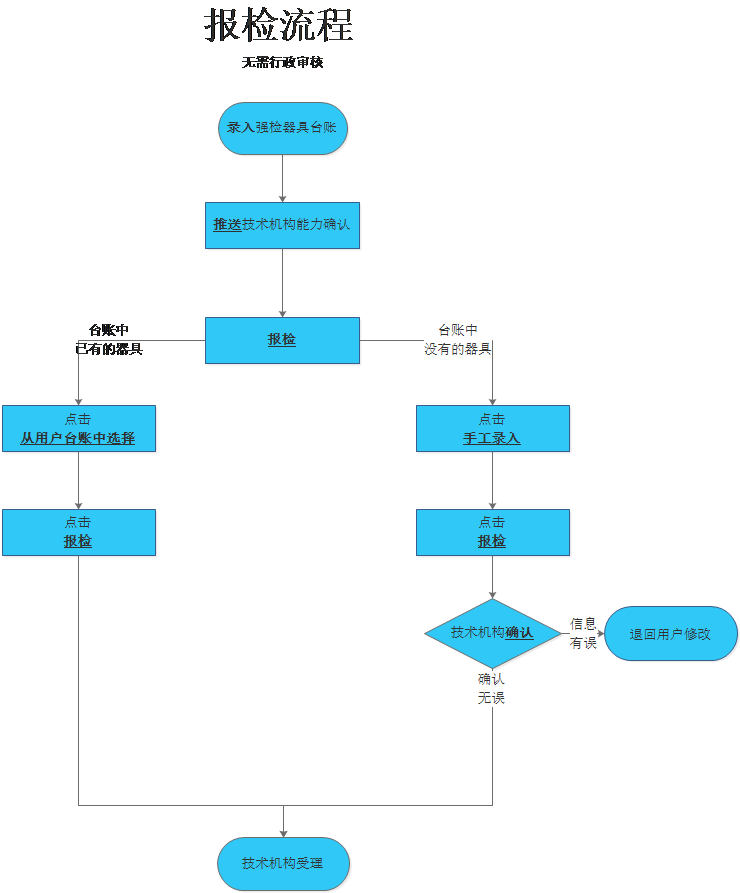 报检流程
无需行政审核
录入强检器具台账
推送技术机构能力确认
报检
台账中
已有的器具
台账中
没有的器具
点击
从用户台账中选择
点击
手工录入
点击
报检
点击
报检
技术机构确认
信息
有误
退回用户修改
确认
无误
技术机构受理